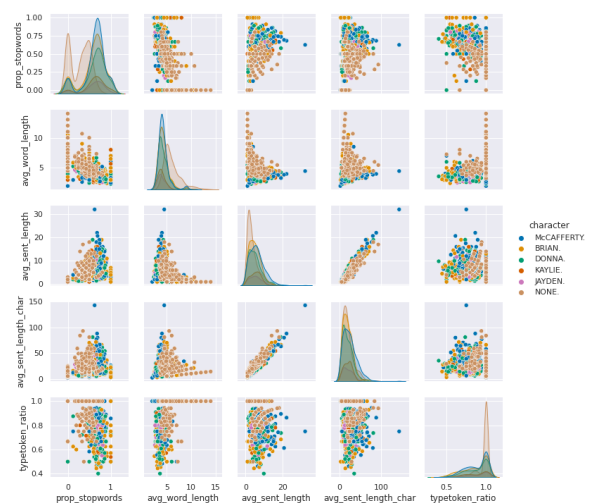 prop_stopwords
1.00
0.75
0.50
0.25
0.00
avg_word_length
10
5
avg_sent_length
30
20
10
0
avg_sent_length_char
150
100
50
0
typetoken_ratio
1.0
0.8
0.6
0.4
0 1 5 10 15 0 20 0 100 0.5 1.0
prop_stopwords avg_word_length avg_sent_length avg_sent_length_char typetoken_ratio
character
McCAFFERTY.
BRIAN.
DONNA.
KAYLIE.
JAYDEN.
NONE.